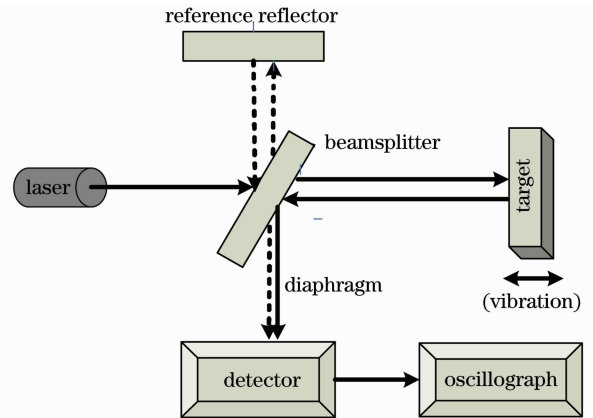 reference reflector
beamsplitter
laser
target
diaphragm
(vibration)
detector
oscillograph